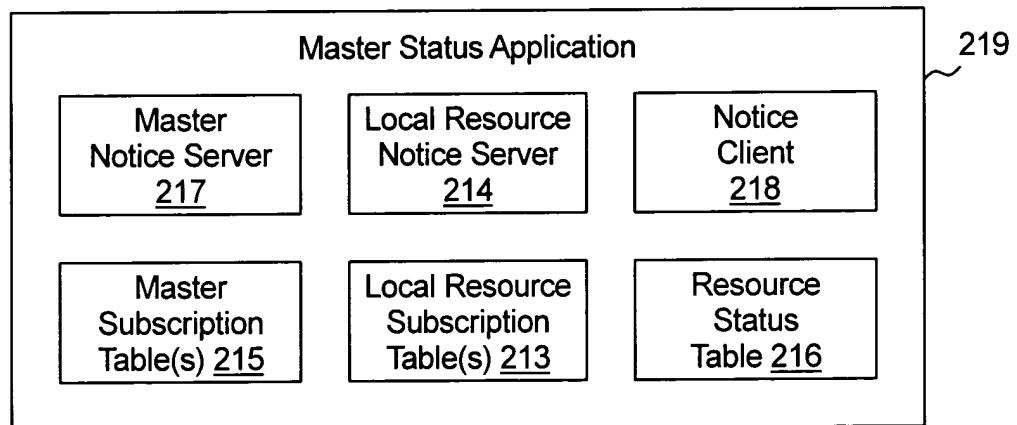 Master Status Application
219
Master
Notice Server
217
Local Resource
Notice Server
214
Notice
Client
218
Master
Subscription
Table(s) 215
Local Resource
Subscription
Table(s) 213
Resource
Status
Table 216